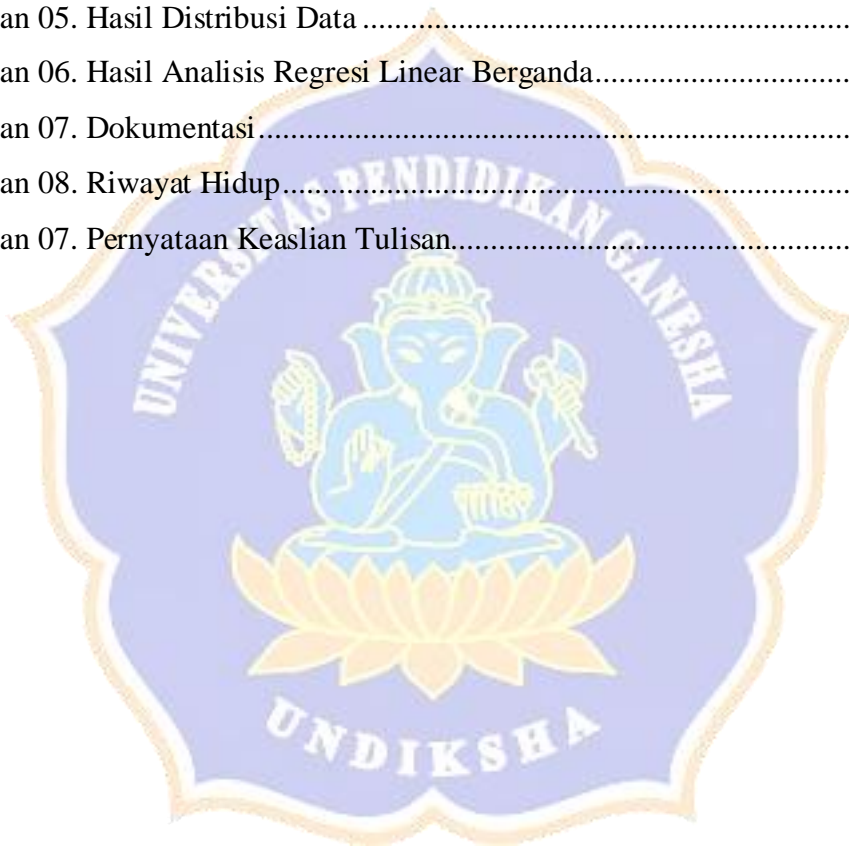 an 05. Hasil Distribusi Data ........................................................................
an 06. Hasil Analisis Regresi Linear Berganda......................................
an 07. Dokumentasi.......................................................................................
an 08. Riwayat Hidup....................................................................................
an 07. Pernyataan Keaslian Tulisan..........................................................
UNIVERSITAS PENDIDIKAN GANESHA
UNDIKSHA